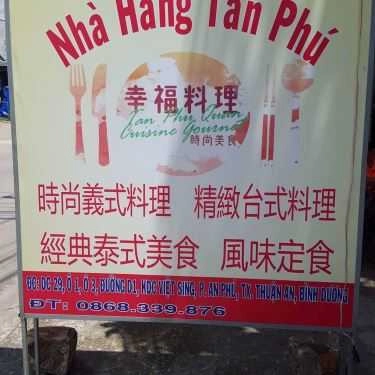 Nhà Hàng Tân Phú
幸福料理
Tan Phu Quan
Cuisine Gourmet
時尚美食
時尚義式料理 精緻台式料理
經典泰式美食 風味定食
ĐC: DC 29, Ô 1, Ô 2, ĐƯỜNG D1, KDC VIỆT SING, P. AN PHÚ, TX. THUẬN AN, BÌNH DƯƠNG
ĐT: 0868.339.876